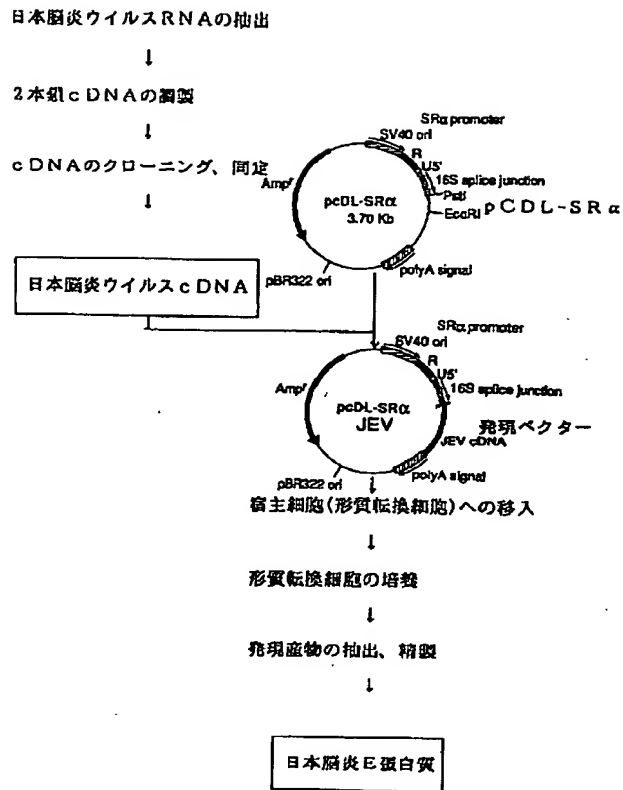 日本脳炎ウイルスRNAの抽出
↓
2本鎖cDNAの調製
↓
cDNAのクローニング、同定
↓
日本脳炎ウイルスcDNA
SRα promoter
SV40 ori
R
U5'
16S splice junction
PstI
EcoRI
pCDL-SRα
Ampʳ
pcDL-SRα
3.70 Kb
pBR322 ori
polyA signal
SRα promoter
SV40 ori
R
U5'
16S splice junction
Ampʳ
pcDL-SRα
JEV
発現ベクター
JEV cDNA
pBR322 ori
polyA signal
↓
宿主細胞(形質転換細胞)への移入
↓
形質転換細胞の培養
↓
発現産物の抽出、精製
↓
日本脳炎E蛋白質